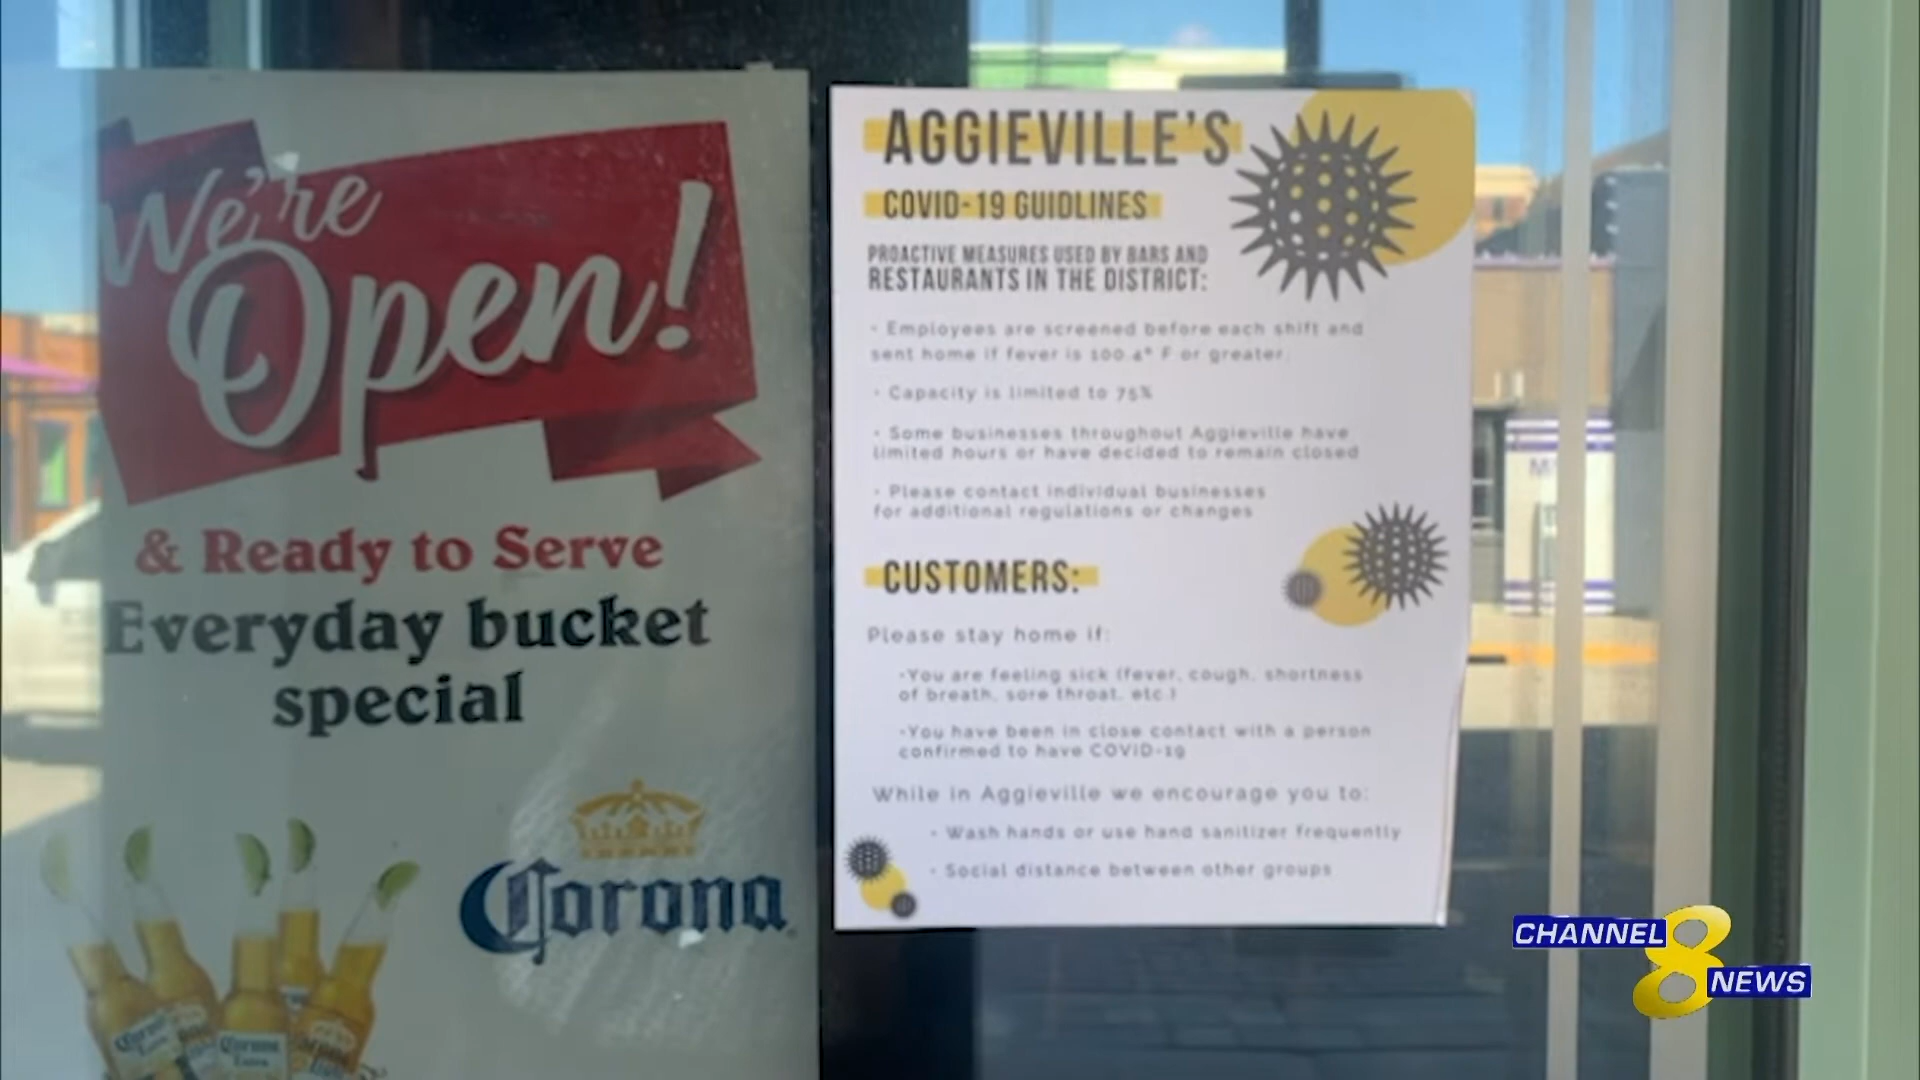 We're
Open!
& Ready to Serve
Everyday bucket
special
Corona
Corona
Extra
AGGIEVILLE'S
COVID-19 GUIDLINES
PROACTIVE MEASURES USED BY BARS AND
RESTAURANTS IN THE DISTRICT:
· Employees are screened before each shift and
sent home if fever is 100.4° F or greater.
· Capacity is limited to 75%
· Some businesses throughout Aggieville have
limited hours or have decided to remain closed
· Please contact individual businesses
for additional regulations or changes
CUSTOMERS:
Please stay home if:
·You are feeling sick (fever, cough, shortness
of breath, sore throat, etc.)
·You have been in close contact with a person
confirmed to have COVID-19
While in Aggieville we encourage you to:
· Wash hands or use hand sanitizer frequently
· Social distance between other groups
CHANNEL
8
NEWS